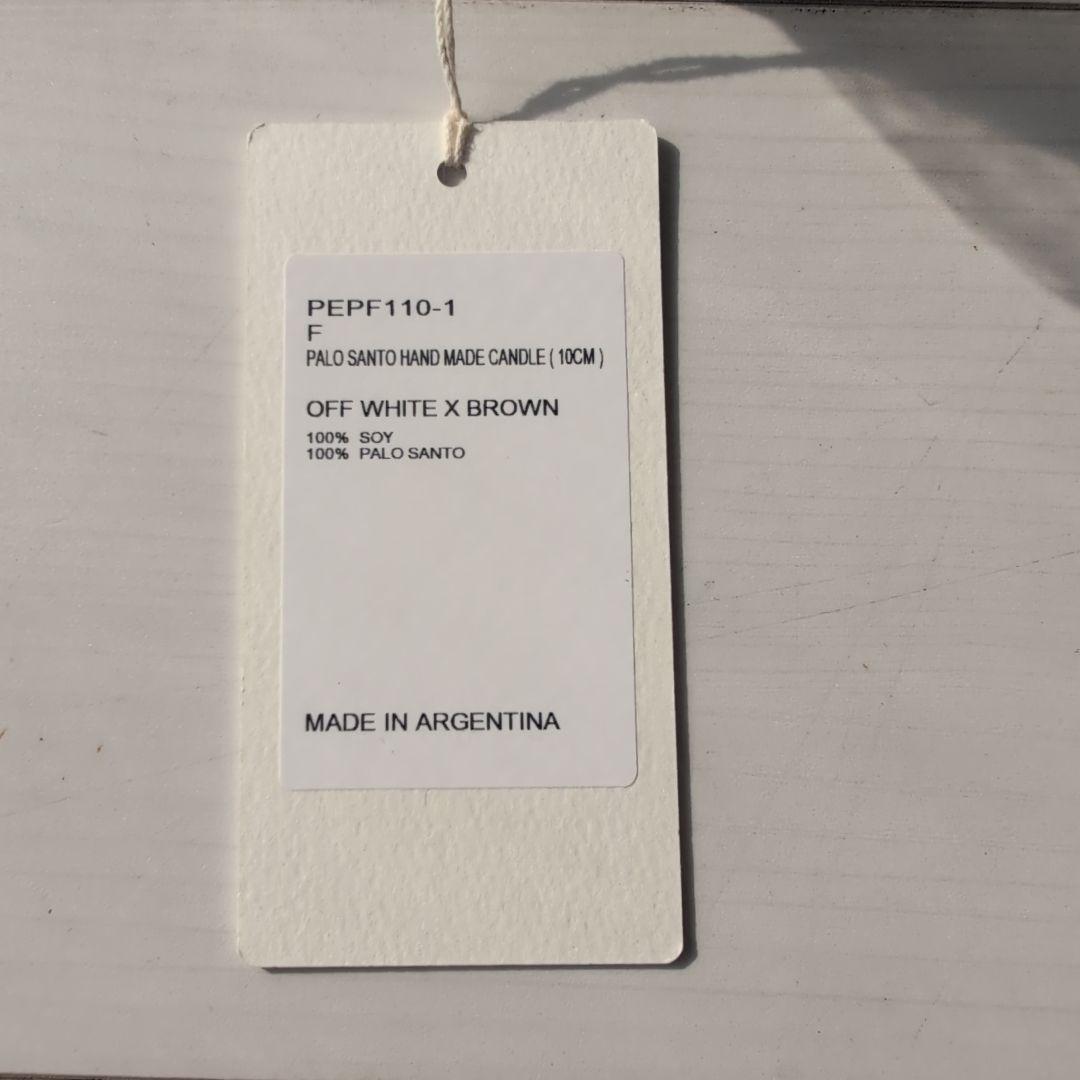 PEPF110-1
F
PALO SANTO HAND MADE CANDLE ( 10CM )
OFF WHITE X BROWN
100% SOY
100% PALO SANTO
MADE IN ARGENTINA